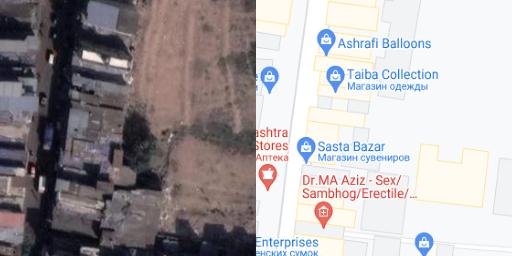 Ashrafi Balloons
Taiba Collection
Магазин одежды
ashtra
Stores
Аптека
Sasta Bazar
Магазин сувениров
Dr.MA Aziz - Sex/
Sambhog/Erectile/...
Enterprises
енских сумок